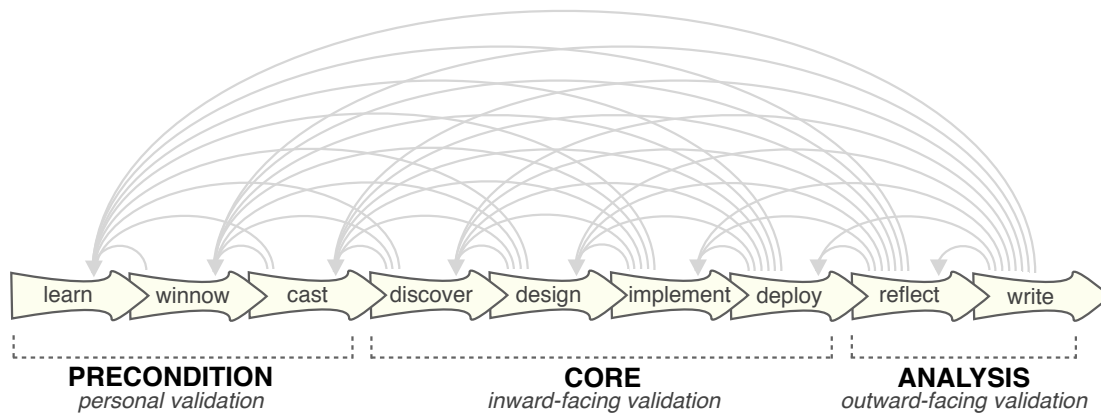 learn winnow cast discover design implement deploy reflect write
PRECONDITION CORE ANALYSIS
personal validation inward-facing validation outward-facing validation